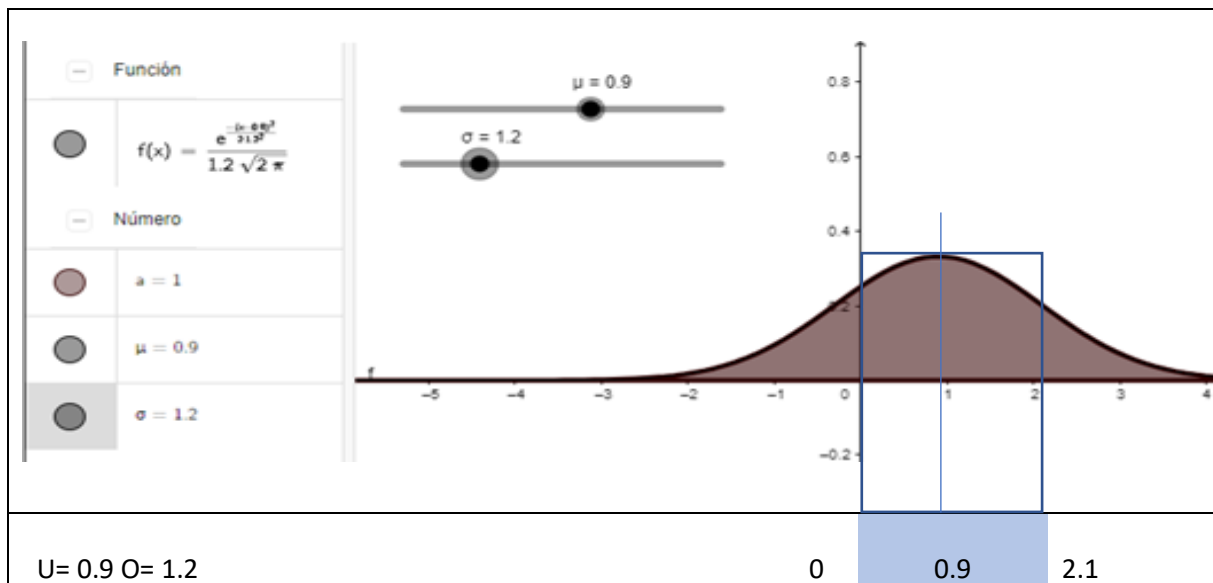 Función
f(x) = e / 1.2 √2 π
Número
a = 1
μ = 0.9
σ = 1.2
μ = 0.9
σ = 1.2
0.8
0.6
0.4
0.2
f
−5 −4 −3 −2 −1 0 1 2 3 4
−0.2
U= 0.9 O= 1.2 0 0.9 2.1